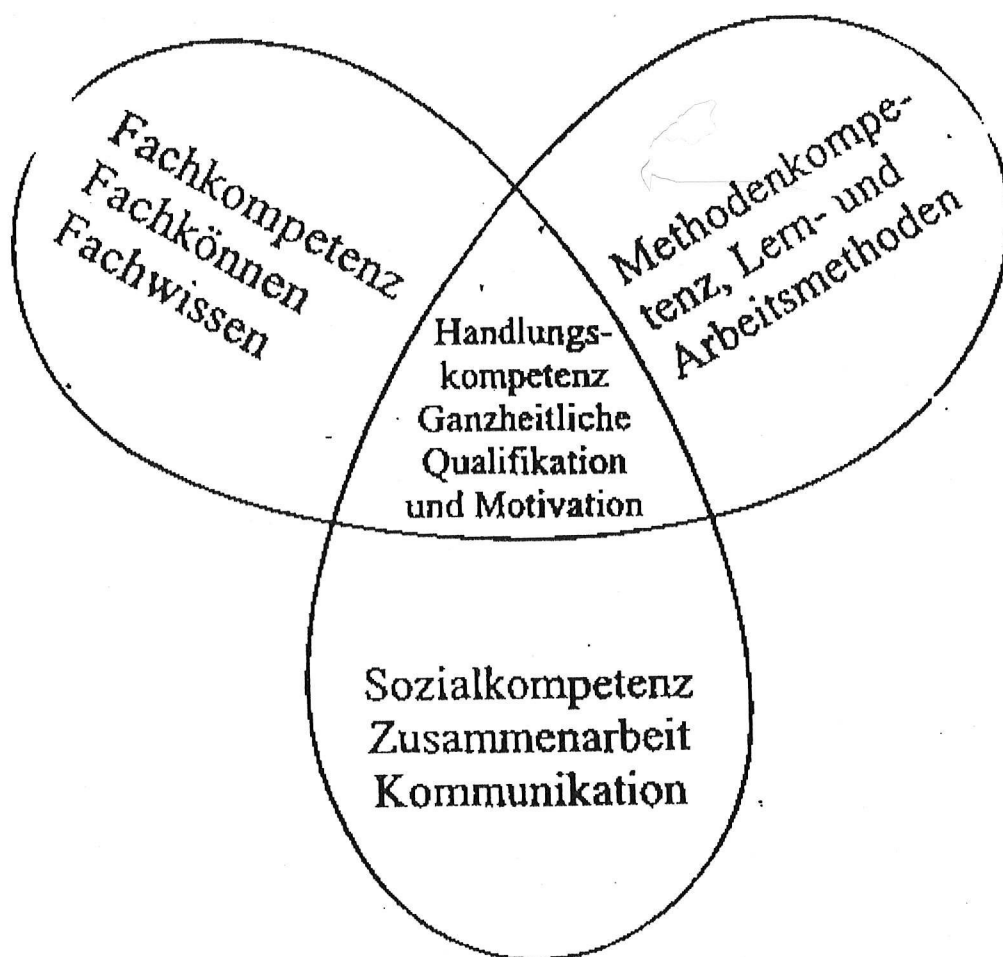 Fachkompetenz
Fachkönnen
Fachwissen
Methodenkompe-
tenz, Lern- und
Arbeitsmethoden
Handlungs-
kompetenz
Ganzheitliche
Qualifikation
und Motivation
Sozialkompetenz
Zusammenarbeit
Kommunikation